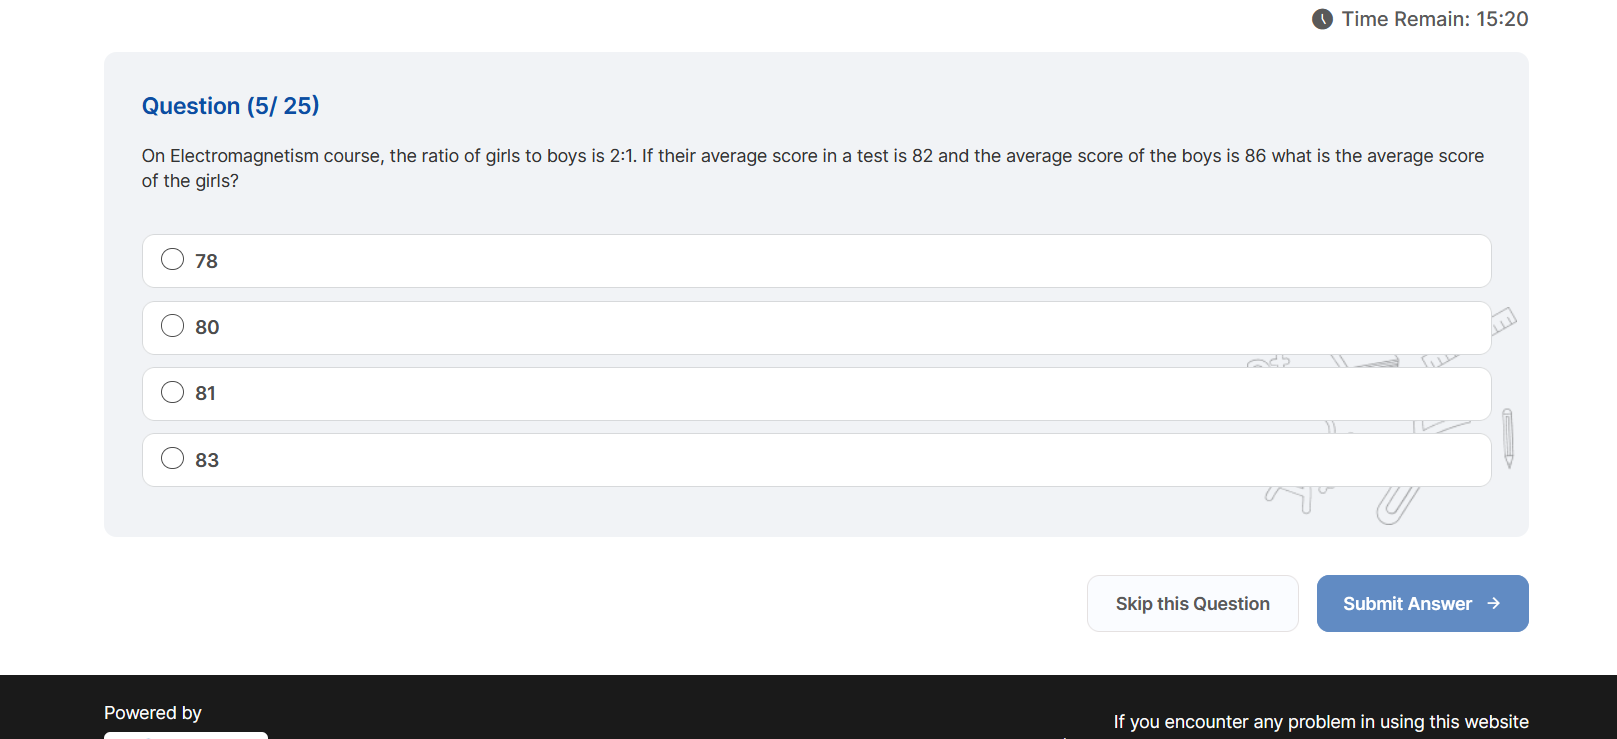 Time Remain: 15:20
Question (5/ 25)
On Electromagnetism course, the ratio of girls to boys is 2:1. If their average score in a test is 82 and the average score of the boys is 86 what is the average score
of the girls?
78
80
81
83
Skip this Question
Submit Answer
Powered by
If you encounter any problem in using this website